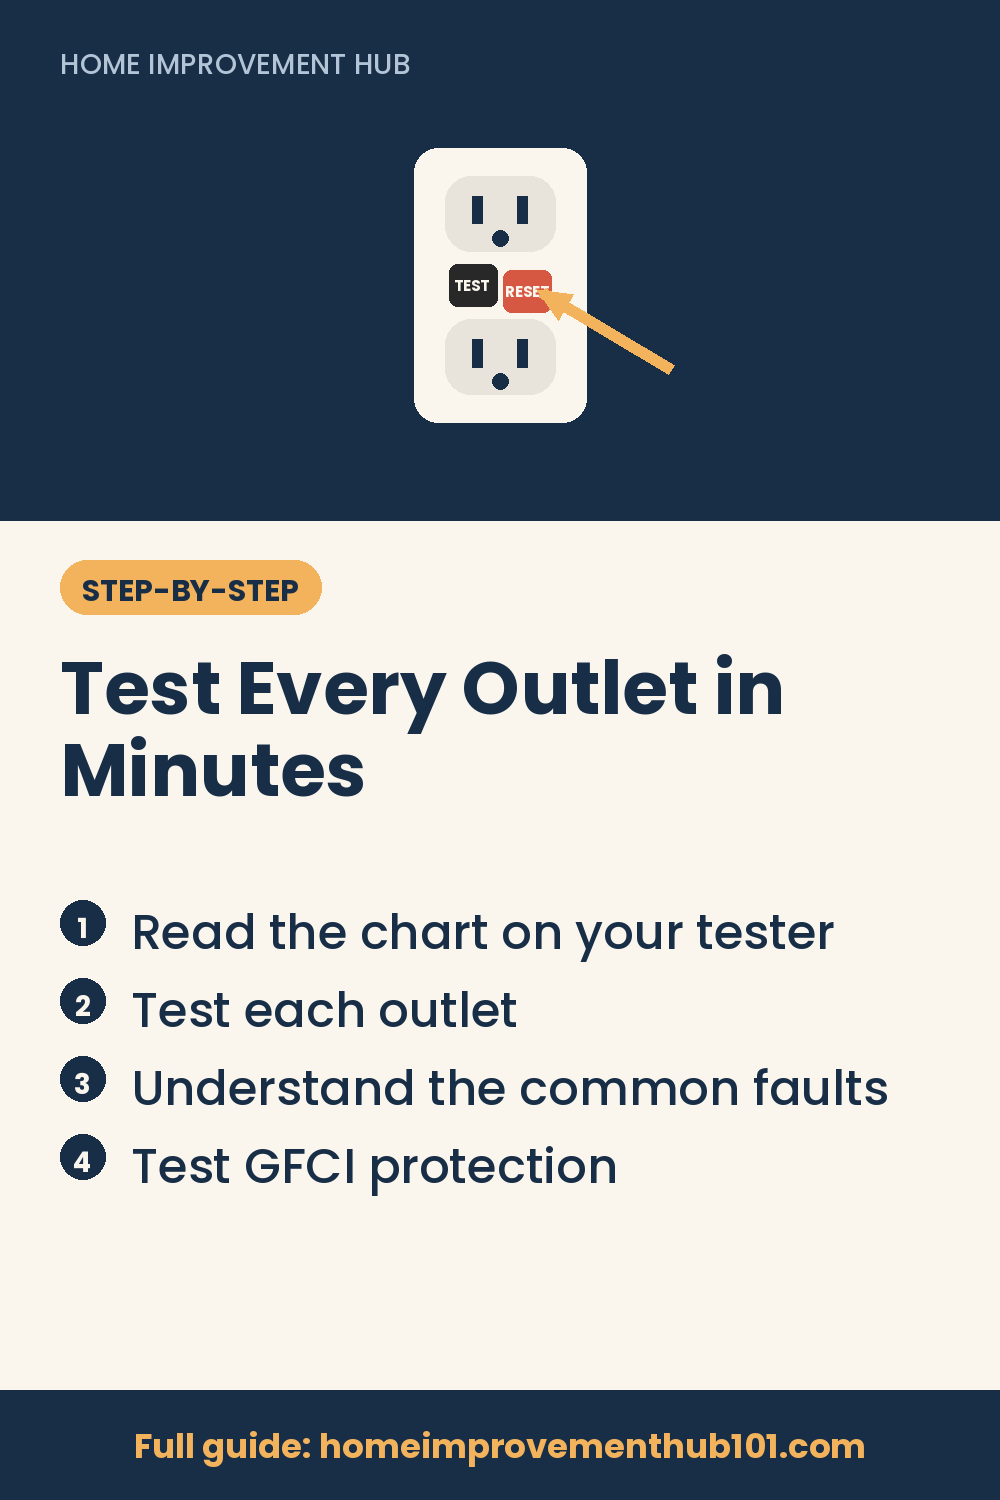 HOME IMPROVEMENT HUB
TEST
RESET
STEP-BY-STEP
Test Every Outlet in
Minutes
1 Read the chart on your tester
2 Test each outlet
3 Understand the common faults
4 Test GFCI protection
Full guide: homeimprovementhub101.com